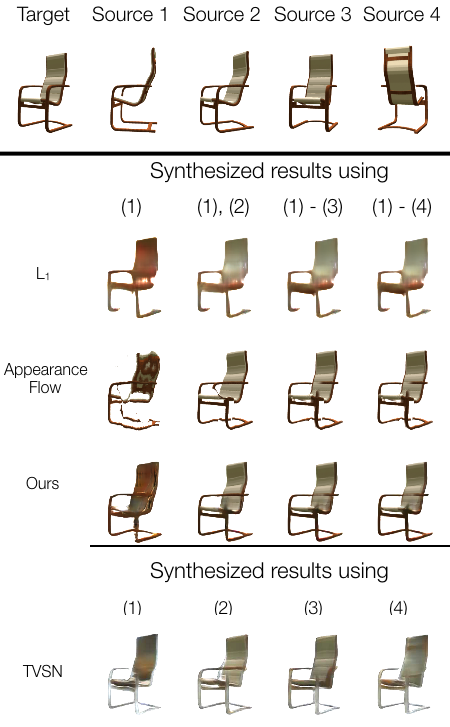 Target Source 1 Source 2 Source 3 Source 4
Synthesized results using
(1) (1), (2) (1) - (3) (1) - (4)
L1
Appearance
Flow
Ours
Synthesized results using
(1) (2) (3) (4)
TVSN